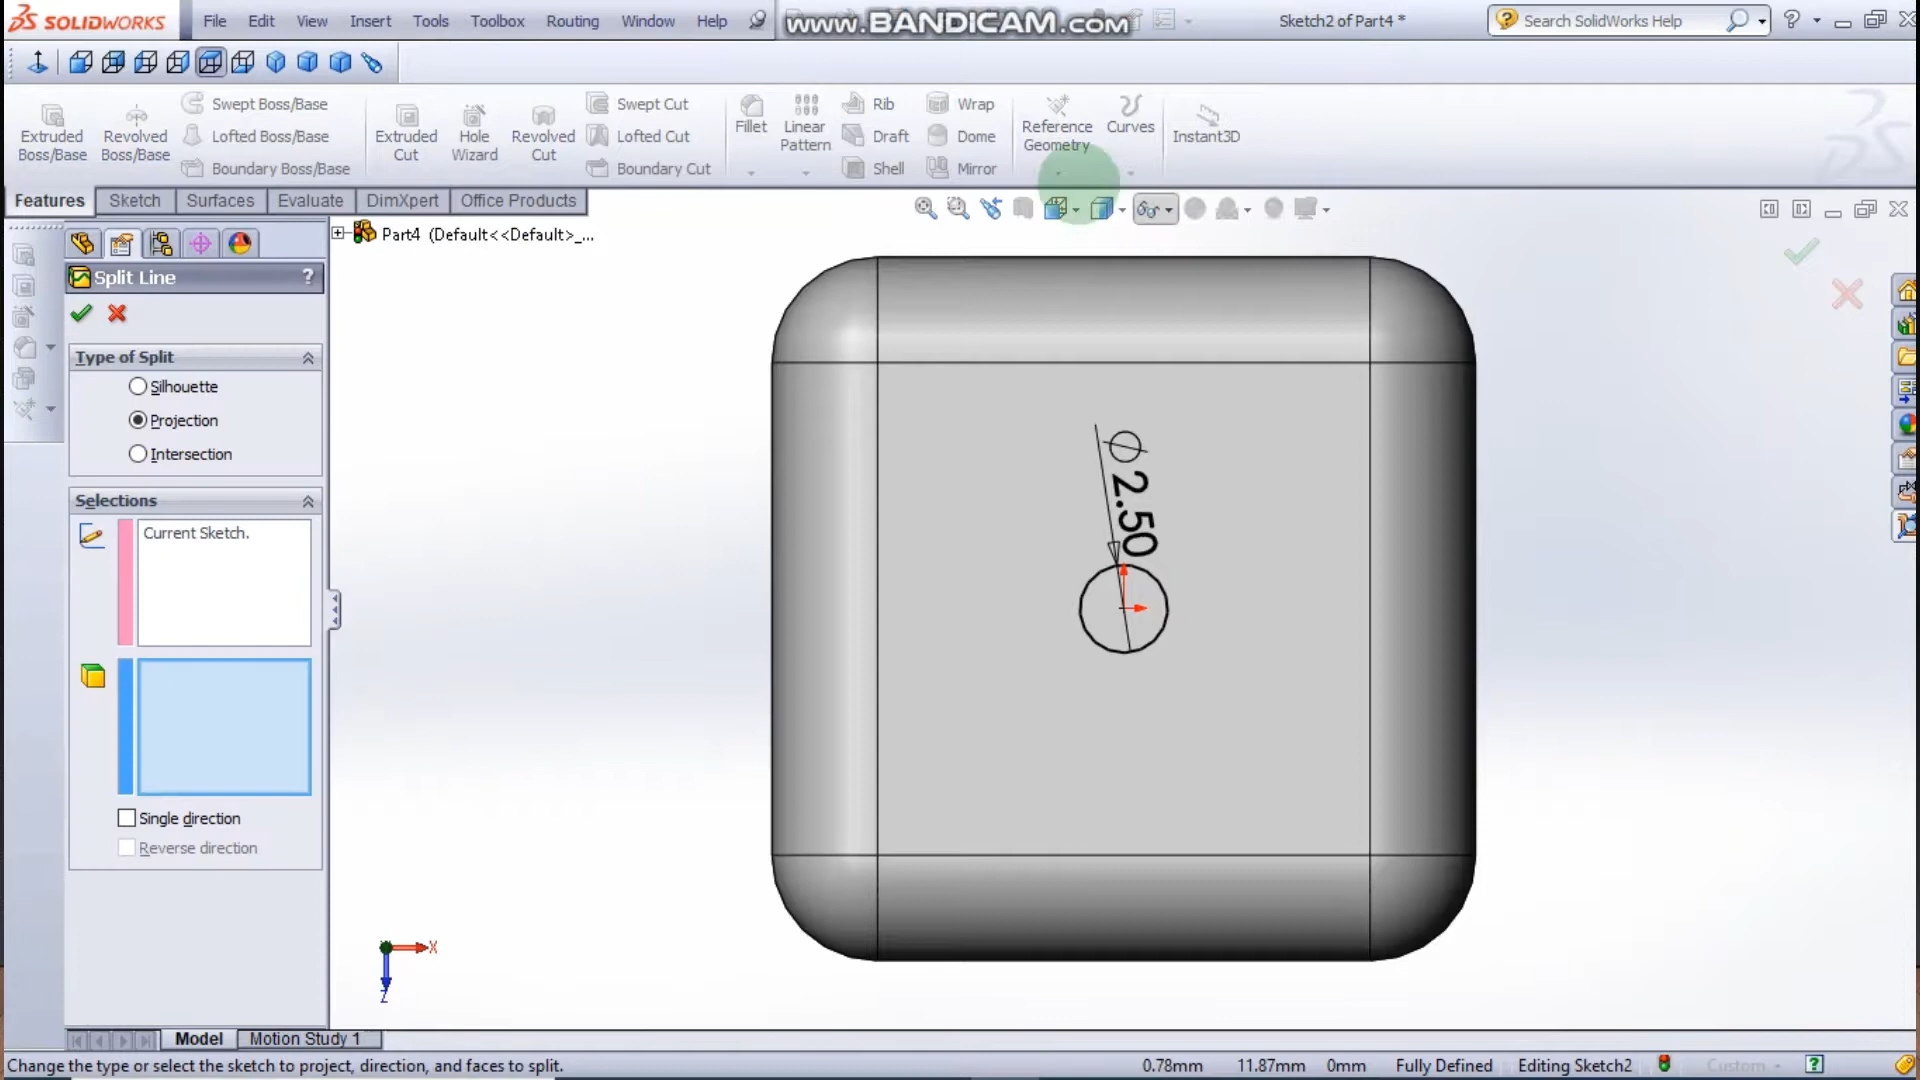 SOLIDWORKS File Edit View Insert Tools Toolbox Routing Window Help www.BANDICAM.com Sketch2 of Part4 * Search SolidWorks Help
Extruded Boss/Base
Revolved Boss/Base
Swept Boss/Base
Lofted Boss/Base
Boundary Boss/Base
Extruded Cut
Hole Wizard
Revolved Cut
Swept Cut
Lofted Cut
Boundary Cut
Fillet
Linear Pattern
Rib
Draft
Shell
Wrap
Dome
Mirror
Reference Geometry
Curves
Instant3D
Features Sketch Surfaces Evaluate DimXpert Office Products
Part4 (Default<<Default>_...
Split Line ?
Type of Split
Silhouette
Projection
Intersection
Selections
Current Sketch.
Single direction
Reverse direction
∅ 2.50
X
Z
Model Motion Study 1
Change the type or select the sketch to project, direction, and faces to split. 0.78mm 11.87mm 0mm Fully Defined Editing Sketch2 Custom